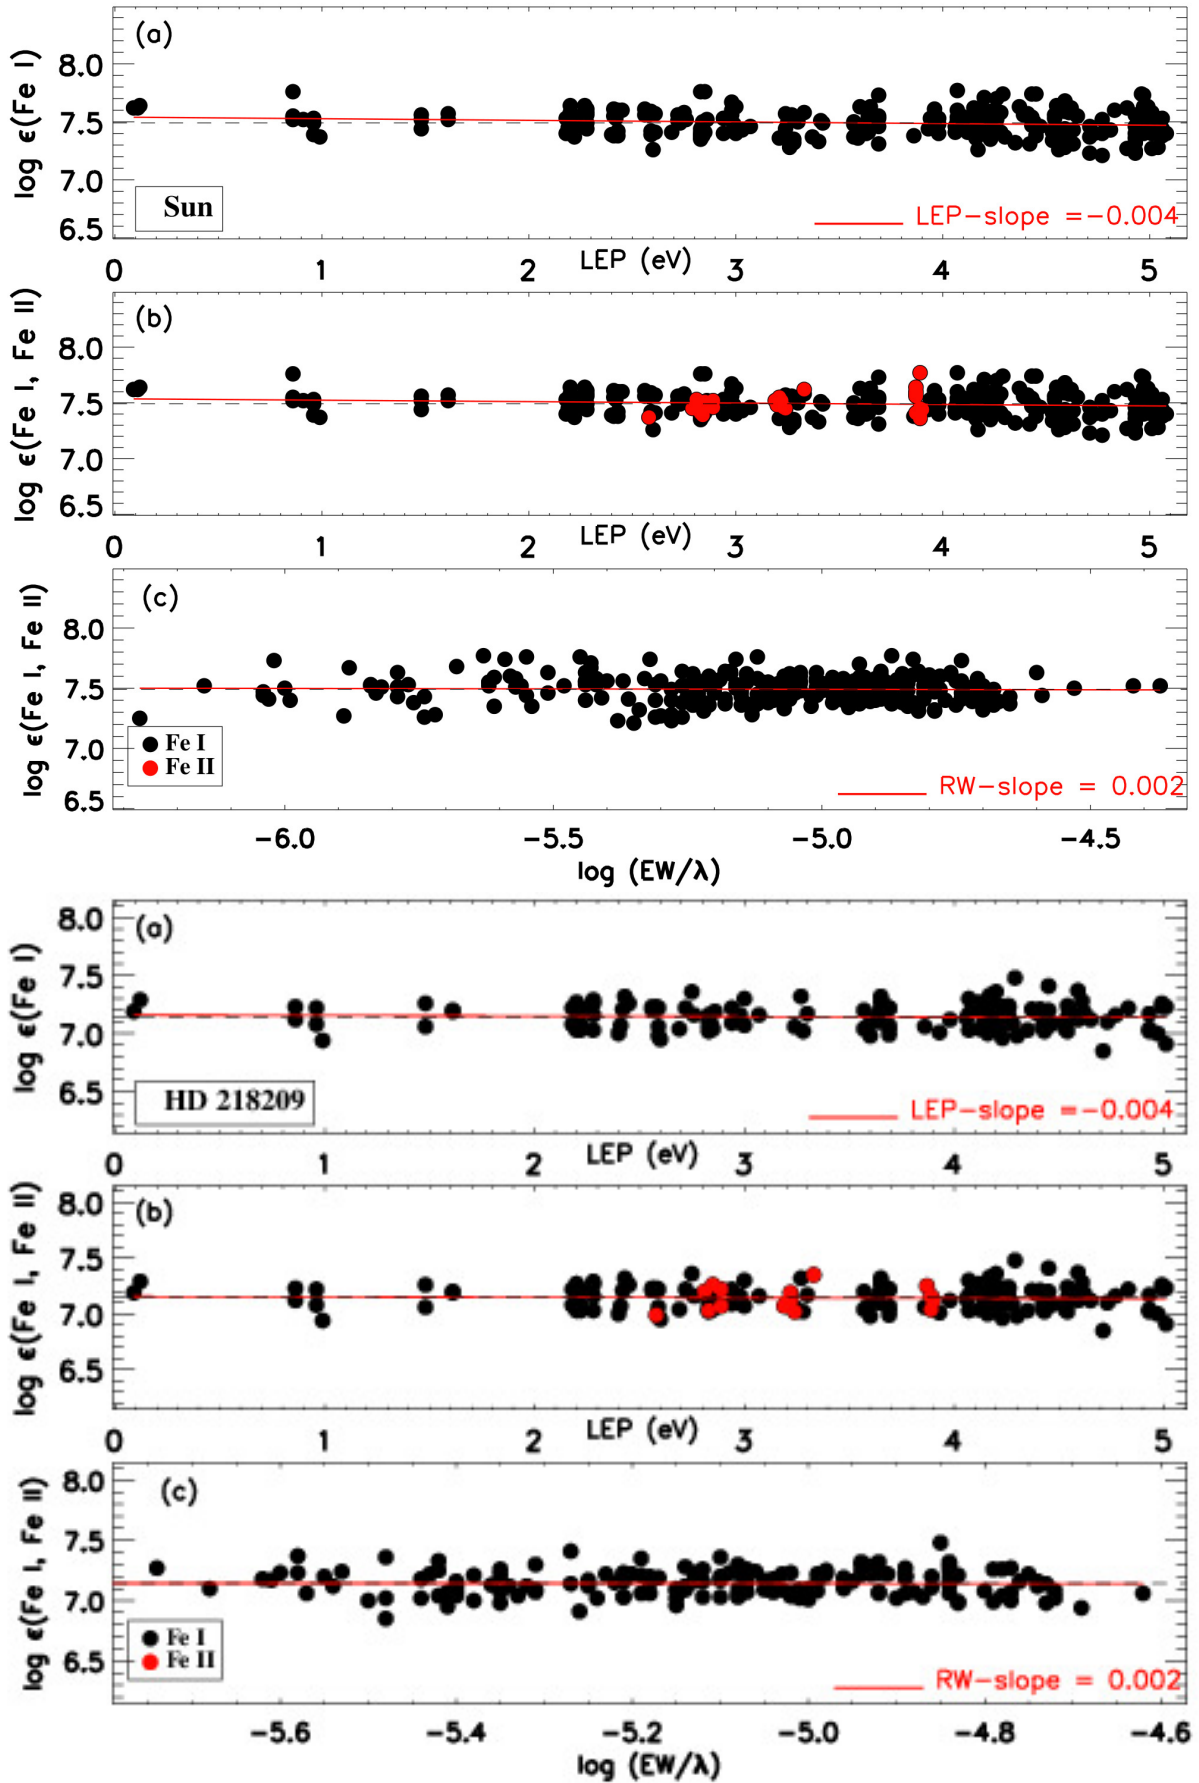 (a)
log ϵ(Fe I)
8.0
7.5
7.0
6.5
Sun
LEP-slope =-0.004
0 1 2 3 4 5
LEP (eV)
(b)
log ϵ(Fe I, Fe II)
8.0
7.5
7.0
6.5
0 1 2 3 4 5
LEP (eV)
(c)
log ϵ(Fe I, Fe II)
8.0
7.5
7.0
6.5
Fe I
Fe II
RW-slope = 0.002
-6.0 -5.5 -5.0 -4.5
log (EW/λ)
(a)
log ϵ(Fe I)
8.0
7.5
7.0
6.5
HD 218209
LEP-slope =-0.004
0 1 2 3 4 5
LEP (eV)
(b)
log ϵ(Fe I, Fe II)
8.0
7.5
7.0
6.5
0 1 2 3 4 5
LEP (eV)
(c)
log ϵ(Fe I, Fe II)
8.0
7.5
7.0
6.5
Fe I
Fe II
RW-slope = 0.002
-5.6 -5.4 -5.2 -5.0 -4.8 -4.6
log (EW/λ)